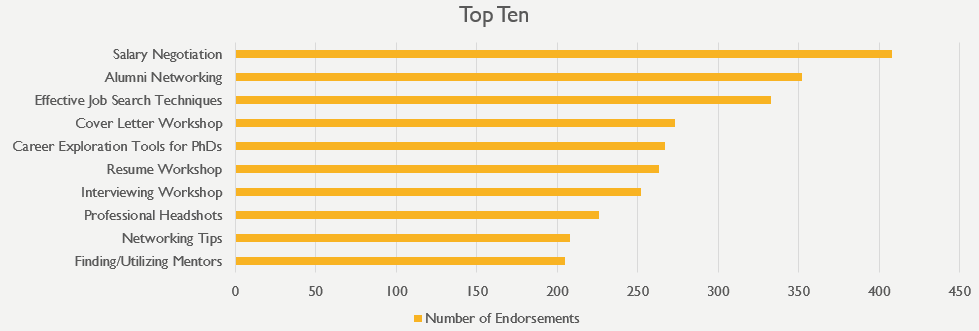 Top Ten
Salary Negotiation
Alumni Networking
Effective Job Search Techniques
Cover Letter Workshop
Career Exploration Tools for PhDs
Resume Workshop
Interviewing Workshop
Professional Headshots
Networking Tips
Finding/Utilizing Mentors
0 50 100 150 200 250 300 350 400 450
Number of Endorsements